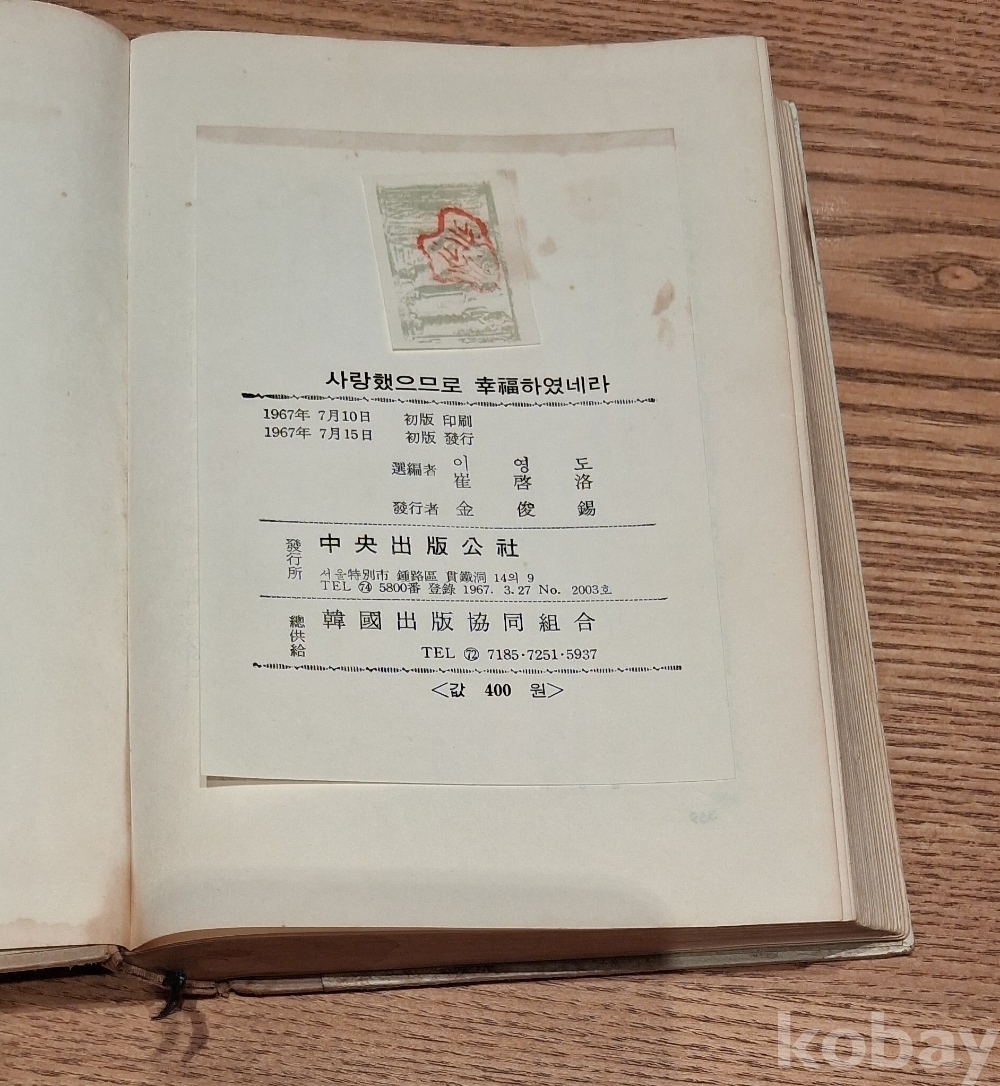 사랑했으므로 幸福하였네라
1967年 7月10日 初版 印刷
1967年 7月15日 初版 發行
選編者 이 영 도
崔 啓 洛
發行者 金 俊 錫
發行所 中央出版公社
서울特別市 鍾路區 貫鐵洞 14의 9
TEL ㊆ 5800番 登錄 1967. 3.27 No. 2003호
總供給 韓國出版協同組合
TEL 72 7185·7251·5937
<값 400 원>
kobay